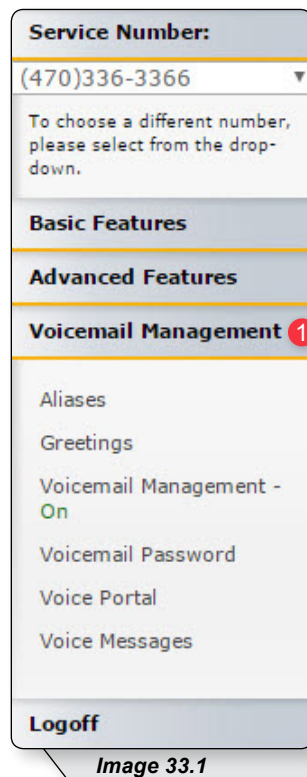 Service Number:
(470)336-3366 ▼
To choose a different number,
please select from the drop-
down.
Basic Features
Advanced Features
Voicemail Management 1
Aliases
Greetings
Voicemail Management -
On
Voicemail Password
Voice Portal
Voice Messages
Logoff
Image 33.1